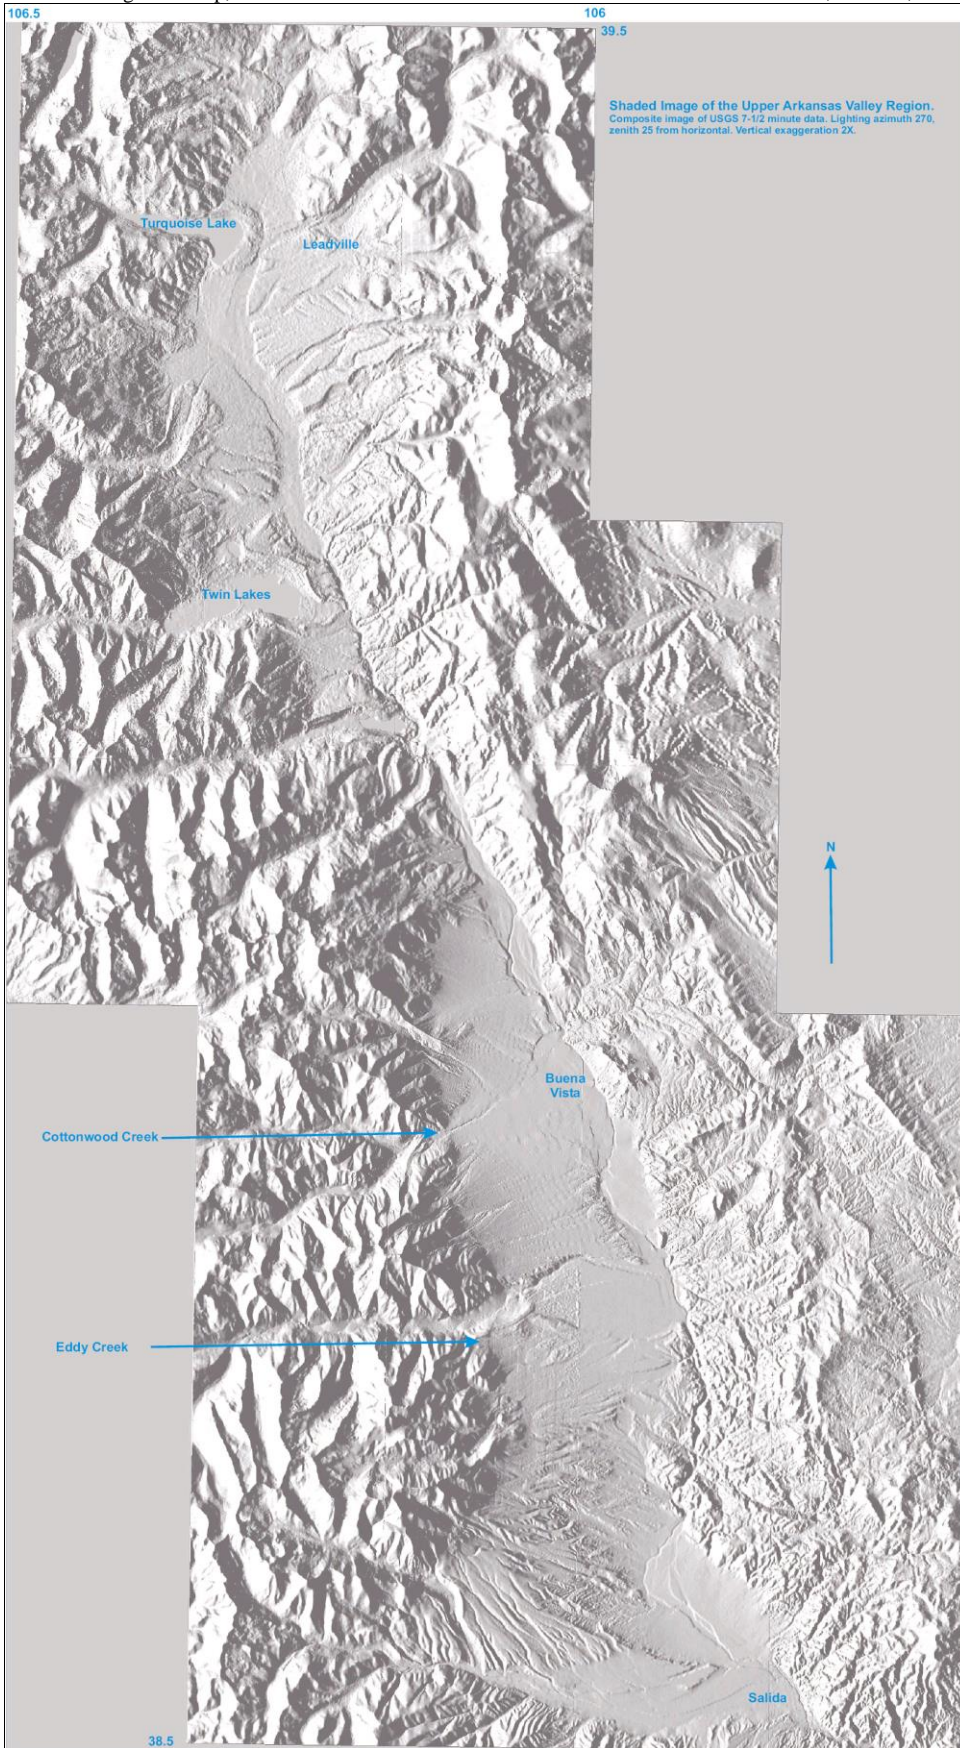 106.5
106
39.5
Shaded Image of the Upper Arkansas Valley Region.
Composite image of USGS 7-1/2 minute data. Lighting azimuth 270,
zenith 25 from horizontal. Vertical exaggeration 2X.
Turquoise Lake
Leadville
Twin Lakes
N
Buena
Vista
Cottonwood Creek
Eddy Creek
Salida
38.5